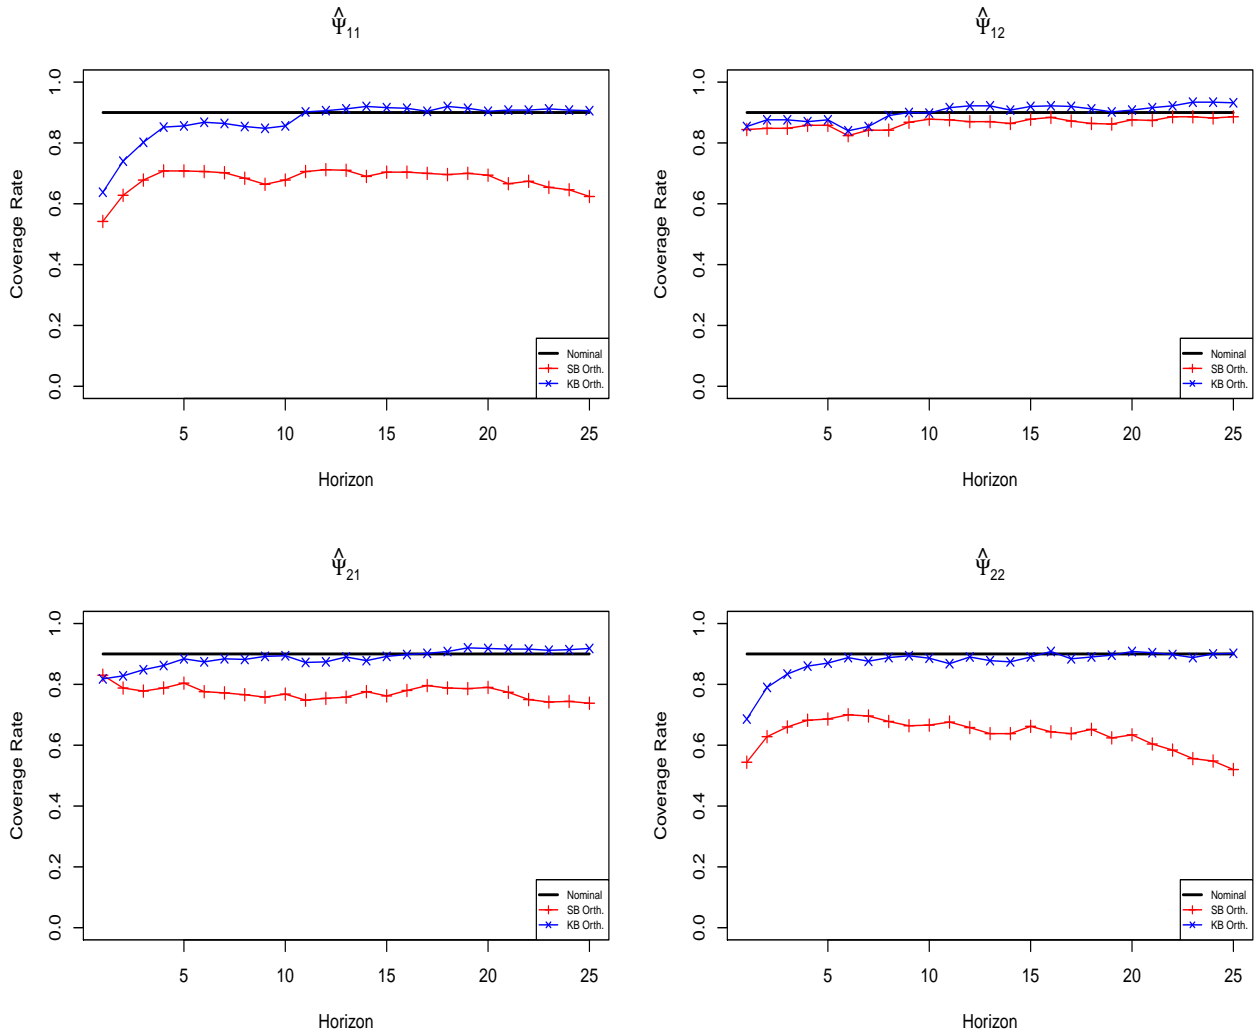 Ψ̂11
Coverage Rate
0.0 0.2 0.4 0.6 0.8 1.0
Nominal
SB Orth.
KB Orth.
5 10 15 20 25
Horizon
Ψ̂12
Coverage Rate
0.0 0.2 0.4 0.6 0.8 1.0
Nominal
SB Orth.
KB Orth.
5 10 15 20 25
Horizon
Ψ̂21
Coverage Rate
0.0 0.2 0.4 0.6 0.8 1.0
Nominal
SB Orth.
KB Orth.
5 10 15 20 25
Horizon
Ψ̂22
Coverage Rate
0.0 0.2 0.4 0.6 0.8 1.0
Nominal
SB Orth.
KB Orth.
5 10 15 20 25
Horizon